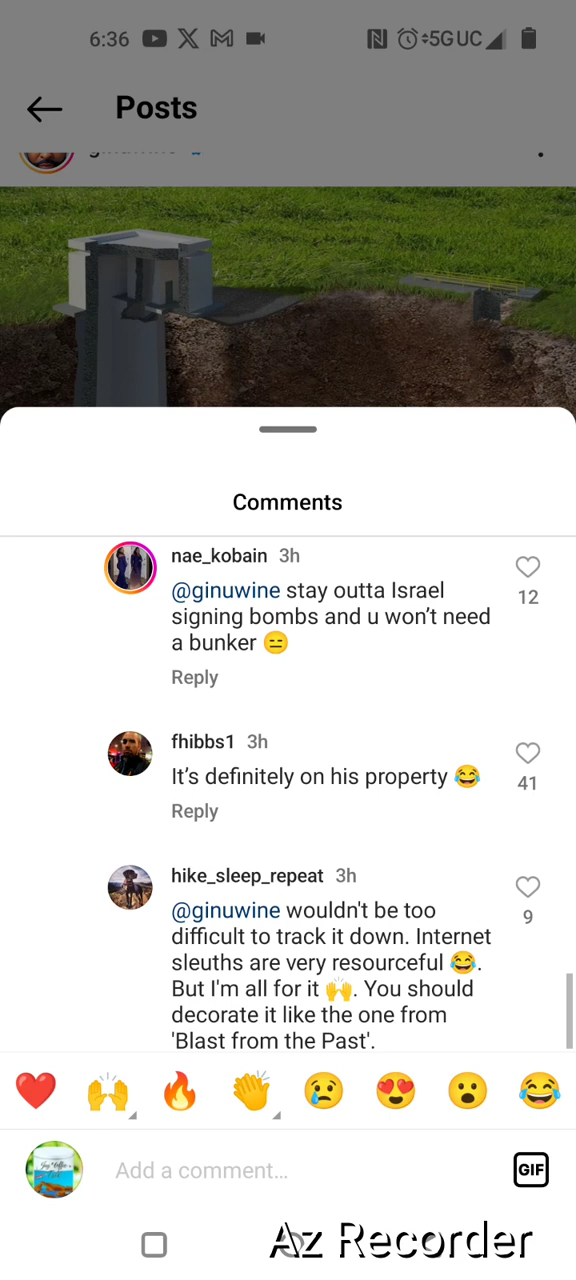 6:36
5G UC
Posts
Comments
nae_kobain 3h
@ginuwine stay outta Israel
signing bombs and u won't need
a bunker 😑
12
Reply
fhibbs1 3h
It's definitely on his property 😂
41
Reply
hike_sleep_repeat 3h
@ginuwine wouldn't be too
difficult to track it down. Internet
sleuths are very resourceful 😂.
But I'm all for it 🙌. You should
decorate it like the one from
'Blast from the Past'.
9
Add a comment...
GIF
Az Recorder